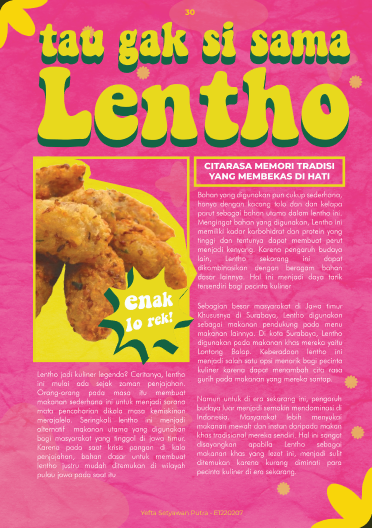 30
tau gak si sama
Lentho
CITARASA MEMORI TRADISI
YANG MEMBEKAS DI HATI
Bahan yang digunakan pun cukup sederhana,
hanya dengan kacang tolo dan dan kelapa
parut sebagai bahan utama dalam lentho ini.
Mengingat bahan yang digunakan, Lentho ini
memiliki kadar karbohidrat dan protein yang
tinggi dan tentunya dapat membuat perut
menjadi kenyang. Karena pengaruh budaya
lain, Lentho sekarang ini dapat
dikombinasikan dengan beragam bahan
dasar lainnya. Hal ini menjadi daya tarik
tersendiri bagi pecinta kuliner.
enak
lo rek!
Sebagian besar masyarakat di Jawa timur
Khususnya di Surabaya, Lentho digunakan
sebagai makanan pendukung pada menu
makanan lainnya. Di kota Surabaya, Lentho
digunakan pada makanan khas mereka yaitu
Lontong Balap. Keberadaan lentho ini
menjadi salah satu opsi menarik bagi pecinta
kuliner karena dapat menambah cita rasa
gurih pada makanan yang mereka santap.
Lentho jadi kuliner legenda? Ceritanya, lentho
ini mulai ada sejak zaman penjajahan.
Orang-orang pada masa itu membuat
makanan sederhana ini untuk menjadi sarana
mata pencaharian dikala masa kemiskinan
merajalela. Seringkali lentho ini menjadi
alternatif makanan utama yang digunakan
bagi masyarakat yang tinggal di jawa timur.
Karena pada saat krisis pangan di kala
penjajahan, bahan dasar untuk membuat
lentho justru mudah ditemukan di wilayah
pulau jawa pada saat itu.
Namun untuk di era sekarang ini, pengaruh
budaya luar menjadi semakin mendominasi di
Indonesia. Masyarakat lebih menyukai
makanan mewah dan instan daripada makan
khas tradisional mereka sendiri. Hal ini sangat
disayangkan apabila Lentho sebagai
makanan khas yang lezat ini, menjadi sulit
ditemukan karena kurang diminati para
pecinta kuliner di era sekarang.
Yefta Setyawan Putra - E1220207